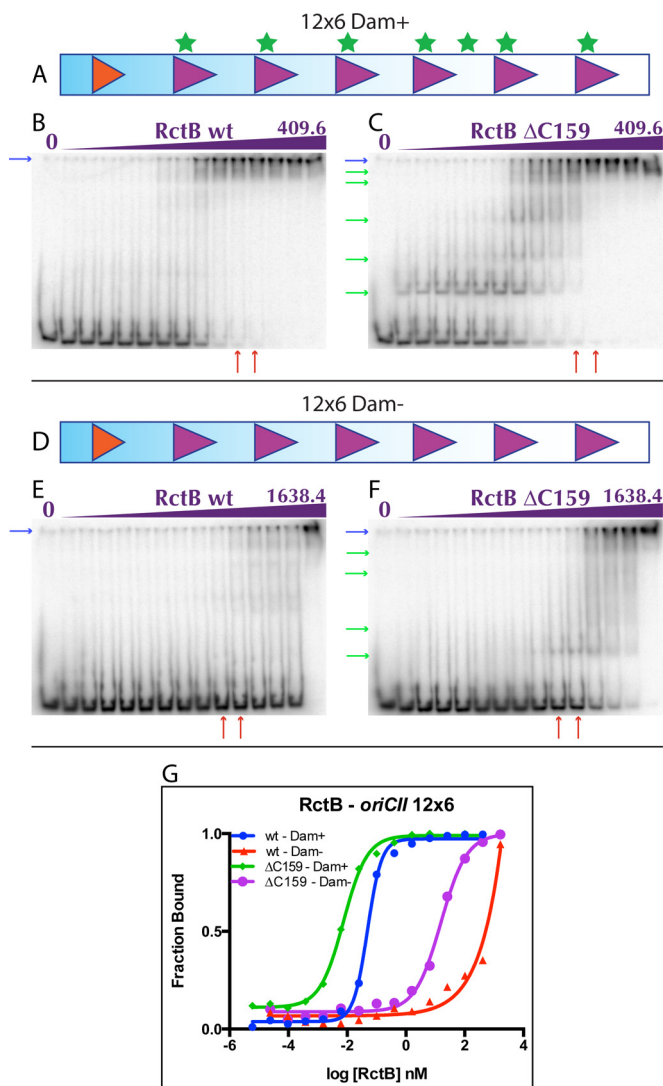 12x6 Dam+
A
B
0 RctB wt 409.6
C
0 RctB ΔC159 409.6
12x6 Dam-
D
E
0 RctB wt 1638.4
F
0 RctB ΔC159 1638.4
G
RctB - oriCII 12x6
wt - Dam+
wt - Dam-
ΔC159 - Dam+
ΔC159 - Dam-
Fraction Bound
1.0
0.5
0.0
-6 -4 -2 0 2 4
log [RctB] nM